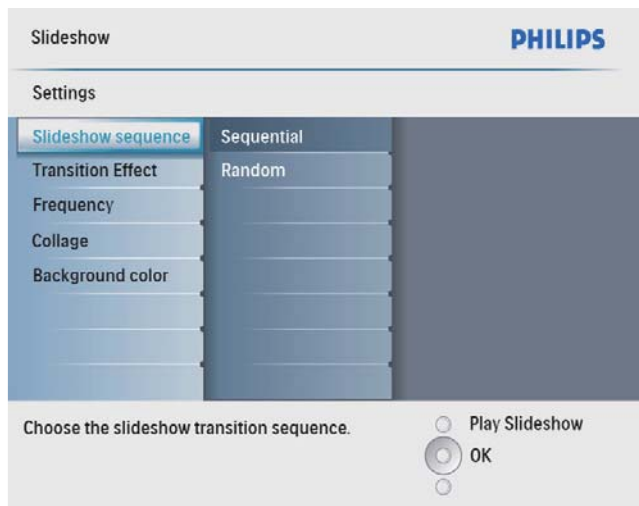 Slideshow
PHILIPS
Settings
Slideshow sequence
Sequential
Transition Effect
Random
Frequency
Collage
Background color
Choose the slideshow transition sequence.
Play Slideshow
OK